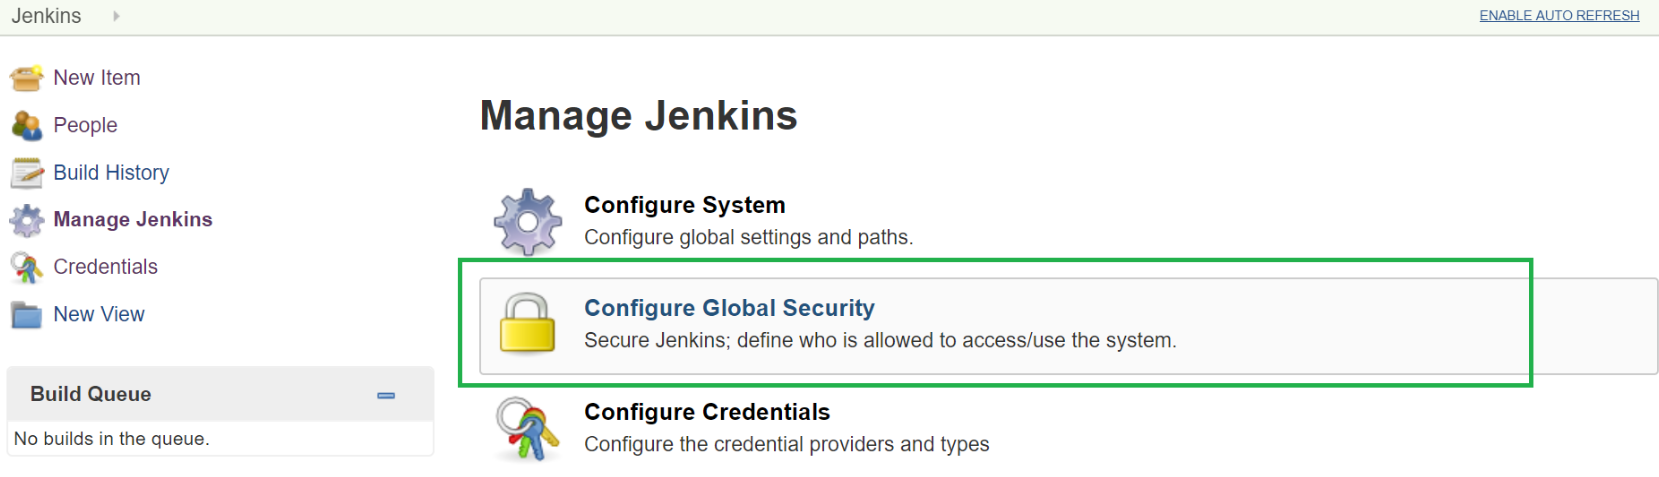 Jenkins
ENABLE AUTO REFRESH
New Item
People
Build History
Manage Jenkins
Credentials
New View
Build Queue
No builds in the queue.
Manage Jenkins
Configure System
Configure global settings and paths.
Configure Global Security
Secure Jenkins; define who is allowed to access/use the system.
Configure Credentials
Configure the credential providers and types